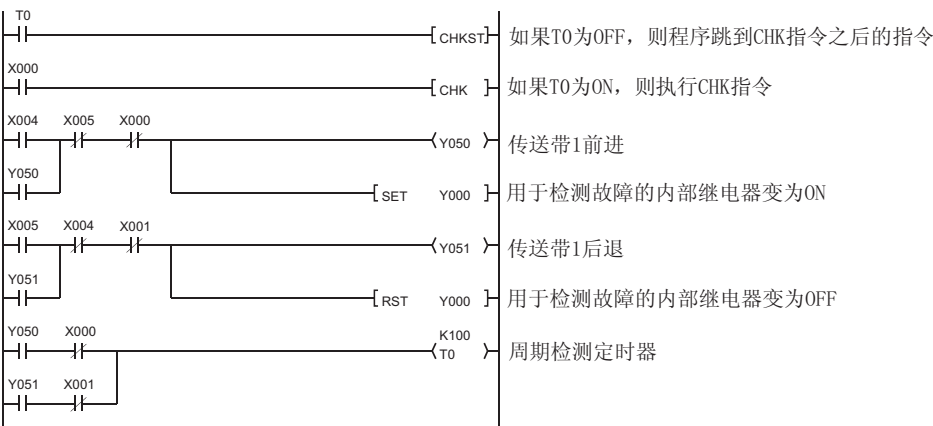 T0
CHKST 如果T0为OFF，则程序跳到CHK指令之后的指令
X000
CHK 如果T0为ON，则执行CHK指令
X004 X005 X000
Y050 传送带1前进
Y050
SET Y000 用于检测故障的内部继电器变为ON
X005 X004 X001
Y051 传送带1后退
Y051
RST Y000 用于检测故障的内部继电器变为OFF
Y050 X000 K100
T0 周期检测定时器
Y051 X001